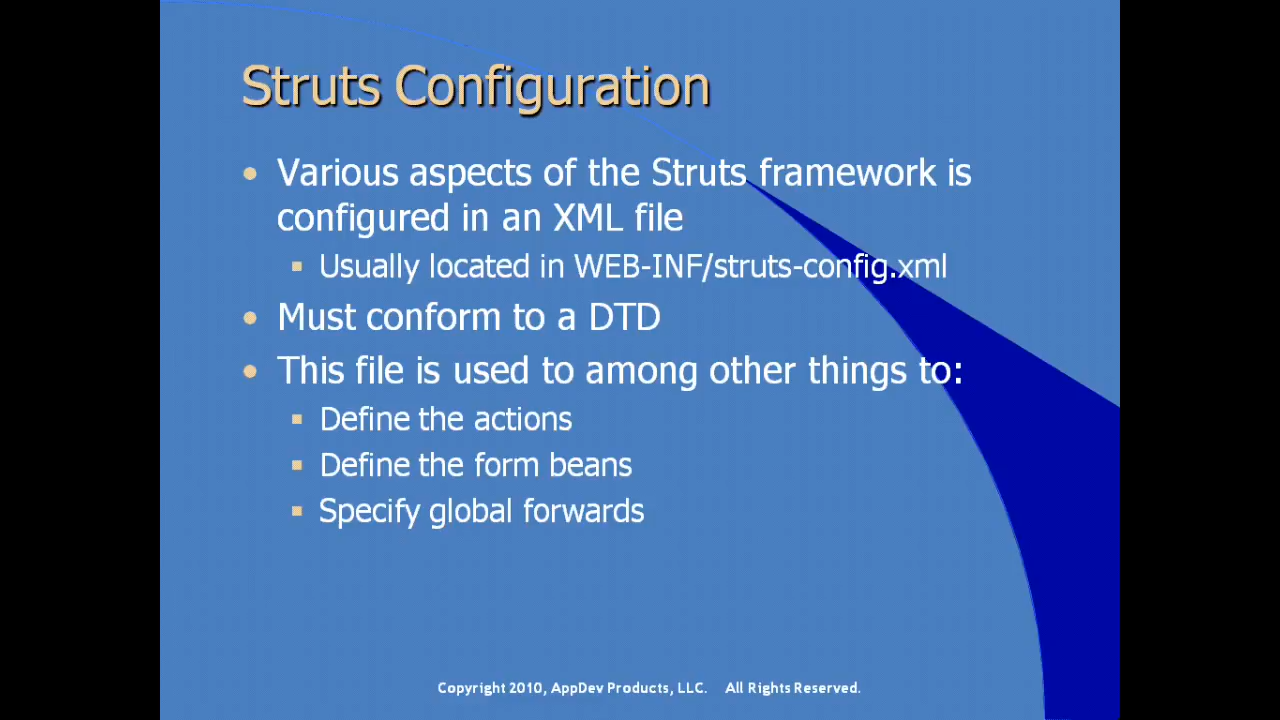 Struts Configuration
• Various aspects of the Struts framework is
configured in an XML file
▪ Usually located in WEB-INF/struts-config.xml
• Must conform to a DTD
• This file is used to among other things to:
▪ Define the actions
▪ Define the form beans
▪ Specify global forwards
Copyright 2010, AppDev Products, LLC. All Rights Reserved.